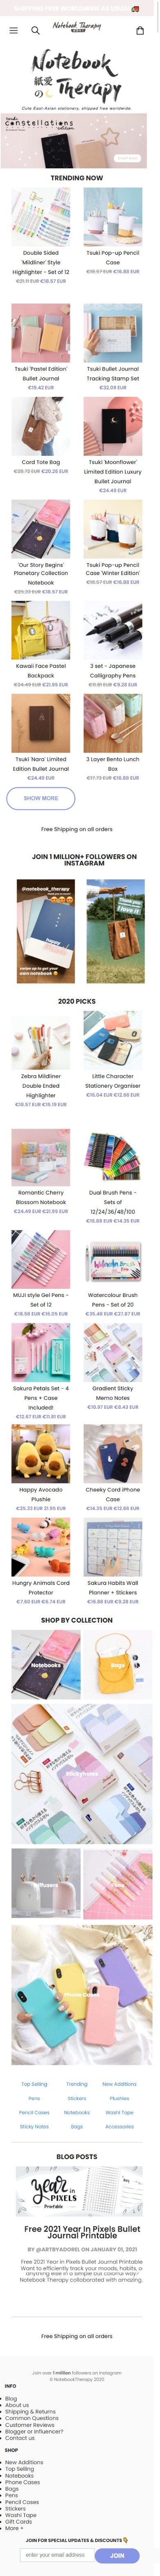 SHIPPING FREE WORLDWIDE AS USUAL
Notebook Therapy
Notebook
紙愛の
Therapy
Cute East-Asian stationery, shipped free worldwide.
tsuki
constellations
edition
TRENDING NOW
Double Sided
'Mildliner' Style
Highlighter - Set of 12
€21.11 EUR €18.57 EUR
Tsuki Pop-up Pencil
Case
€18.57 EUR €16.88 EUR
Tsuki 'Pastel Edition'
Bullet Journal
€19.42 EUR
Tsuki Bullet Journal
Tracking Stamp Set
€32.09 EUR
Cord Tote Bag
€28.70 EUR €20.26 EUR
Tsuki 'Moonflower'
Limited Edition Luxury
Bullet Journal
€24.49 EUR
'Our Story Begins'
Planetary Collection
Notebook
€25.33 EUR €18.57 EUR
Tsuki Pop-up Pencil
Case 'Winter Edition'
€18.57 EUR €16.88 EUR
Kawaii Face Pastel
Backpack
€24.49 EUR €21.95 EUR
3 set - Japanese
Calligraphy Pens
€11.81 EUR €9.28 EUR
Tsuki 'Nara' Limited
Edition Bullet Journal
€24.49 EUR
3 Layer Bento Lunch
Box
€17.73 EUR €16.88 EUR
SHOW MORE
Free Shipping on all orders
JOIN 1 MILLION+ FOLLOWERS ON
INSTAGRAM
@notebook_therapy
happy
2020 PICKS
Zebra Mildliner
Double Ended
Highlighter
€19.57 EUR €15.19 EUR
Little Character
Stationery Organiser
€16.04 EUR €12.66 EUR
Romantic Cherry
Blossom Notebook
€24.49 EUR €21.95 EUR
Dual Brush Pens -
Sets of
12/24/36/48/100
€16.88 EUR €14.35 EUR
MUJI style Gel Pens -
Set of 12
€18.58 EUR €16.05 EUR
Watercolour Brush
Pens - Set of 20
€35.48 EUR €27.87 EUR
Sakura Petals Set - 4
Pens + Case
Included!
€12.67 EUR €11.81 EUR
Gradient Sticky
Memo Notes
€10.97 EUR €8.43 EUR
Happy Avocado
Plushie
€25.33 EUR 21.95 EUR
Cheeky Cord iPhone
Case
€14.35 EUR €12.66 EUR
Hungry Animals Cord
Protector
€7.60 EUR €6.74 EUR
Sakura Habits Wall
Planner + Stickers
€16.88 EUR €9.28 EUR
SHOP BY COLLECTION
Notebooks
Bags
Stickynotes
Diffusers
Pens
Phone Cases
Top Selling
Trending
New Additions
Pens
Stickers
Plushies
Pencil Cases
Notebooks
Washi Tape
Sticky Notes
Bags
Accessories
BLOG POSTS
year in
PIXELS
Printable
Free 2021 Year In Pixels Bullet
Journal Printable
BY @ARTBYADOREL ON JANUARY 01, 2021
Free 2021 Year In Pixels Bullet Journal Printable
Want to effortlessly track your moods, habits, o
anything else in a simple but colorful way?
Notebook Therapy collaborated with amazing.
Free Shipping on all orders
Join over 1 million followers on Instagram
© NotebookTherapy 2020
INFO
Blog
About us
Shipping & Returns
Common Questions
Customer Reviews
Blogger or Influencer?
Contact us
SHOP
New Additions
Top Selling
Notebooks
Phone Cases
Bags
Pens
Pencil Cases
Stickers
Washi Tape
Gift Cards
More +
JOIN FOR SPECIAL UPDATES & DISCOUNTS
enter your email address
JOIN